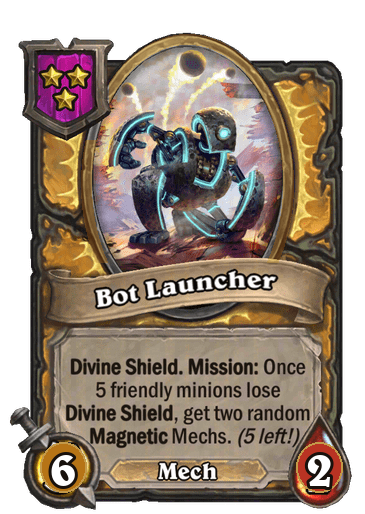 Bot Launcher
Divine Shield. Mission: Once
5 friendly minions lose
Divine Shield, get two random
Magnetic Mechs. (5 left!)
6
Mech
2